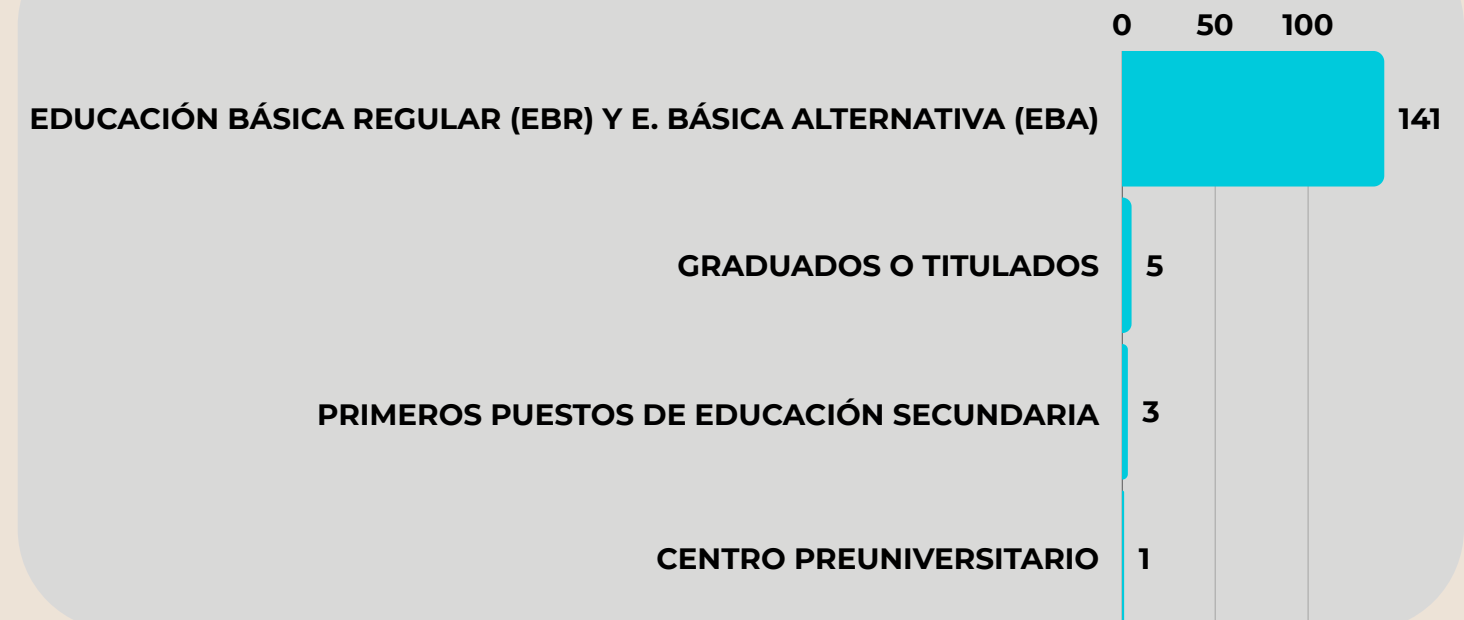 0 50 100
EDUCACIÓN BÁSICA REGULAR (EBR) Y E. BÁSICA ALTERNATIVA (EBA) 141
GRADUADOS O TITULADOS 5
PRIMEROS PUESTOS DE EDUCACIÓN SECUNDARIA 3
CENTRO PREUNIVERSITARIO 1